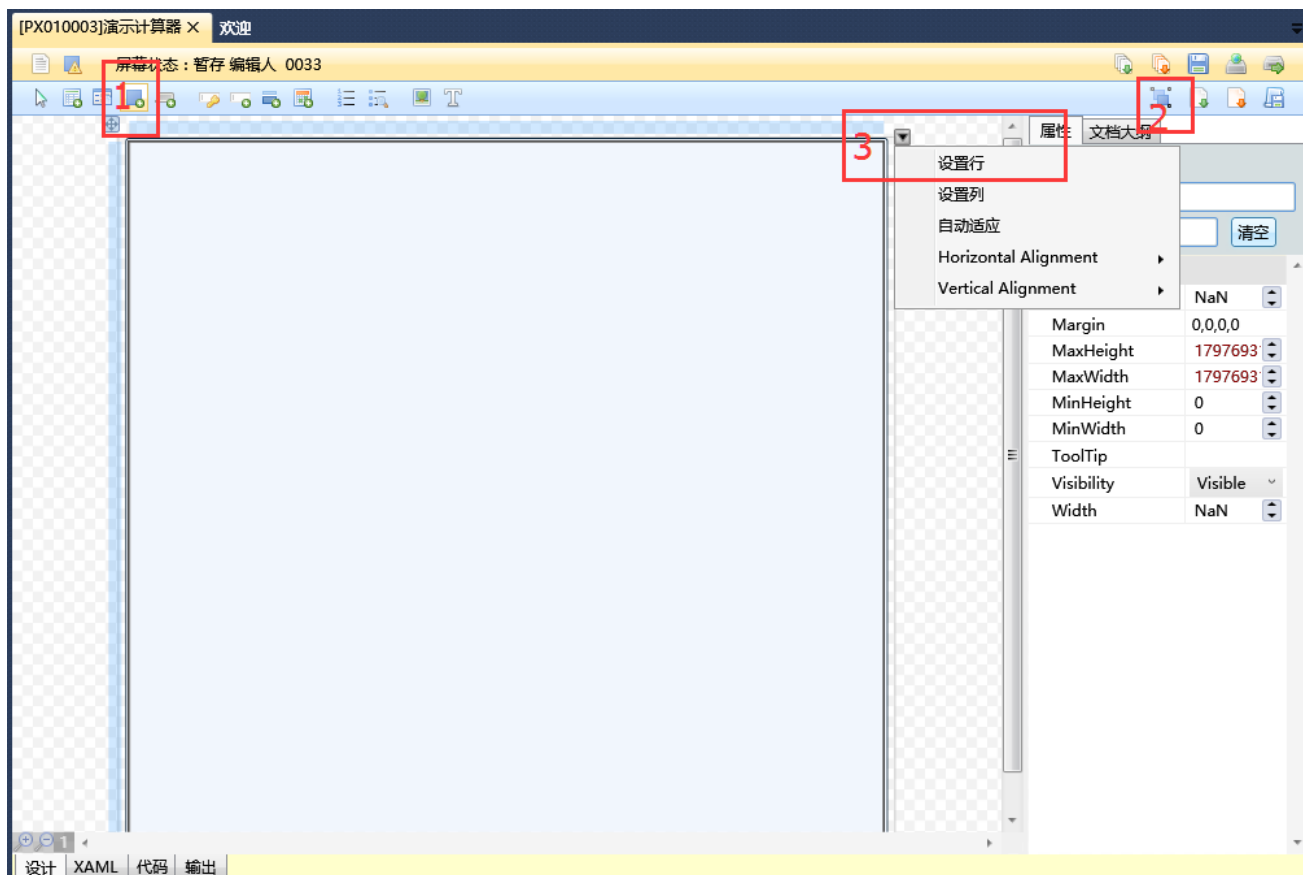 [PX010003]演示计算器 × 欢迎
屏幕状态：暂存 编辑人 0033
1
2
3
属性 文档大纲
设置行
设置列
自动适应
Horizontal Alignment
Vertical Alignment
清空
NaN
Margin 0,0,0,0
MaxHeight 1797693
MaxWidth 1797693
MinHeight 0
MinWidth 0
ToolTip
Visibility Visible
Width NaN
1
设计 XAML 代码 输出